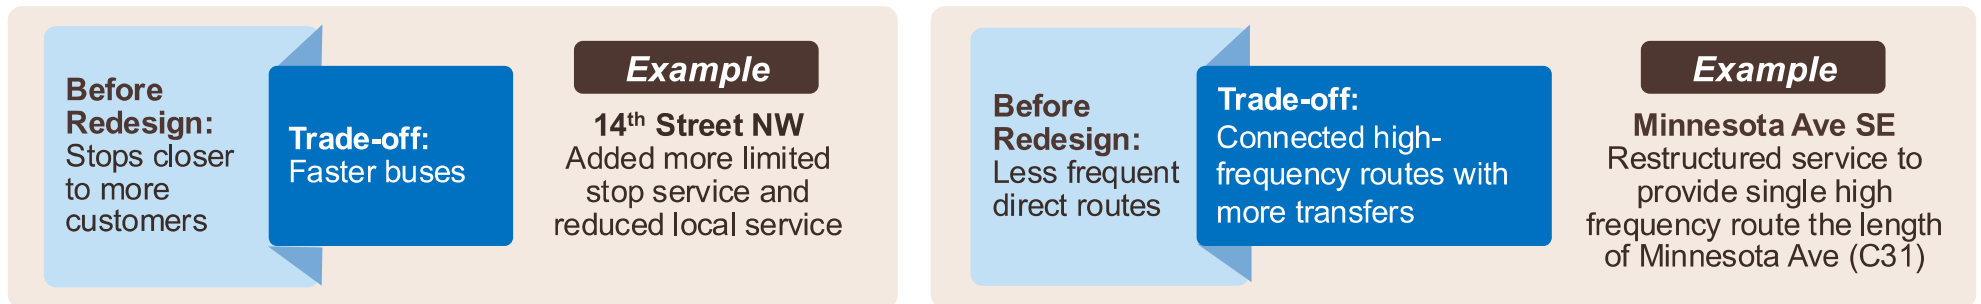 Before
Redesign:
Stops closer
to more
customers
Trade-off:
Faster buses
Example
14th Street NW
Added more limited
stop service and
reduced local service
Before
Redesign:
Less frequent
direct routes
Trade-off:
Connected high-
frequency routes with
more transfers
Example
Minnesota Ave SE
Restructured service to
provide single high
frequency route the length
of Minnesota Ave (C31)